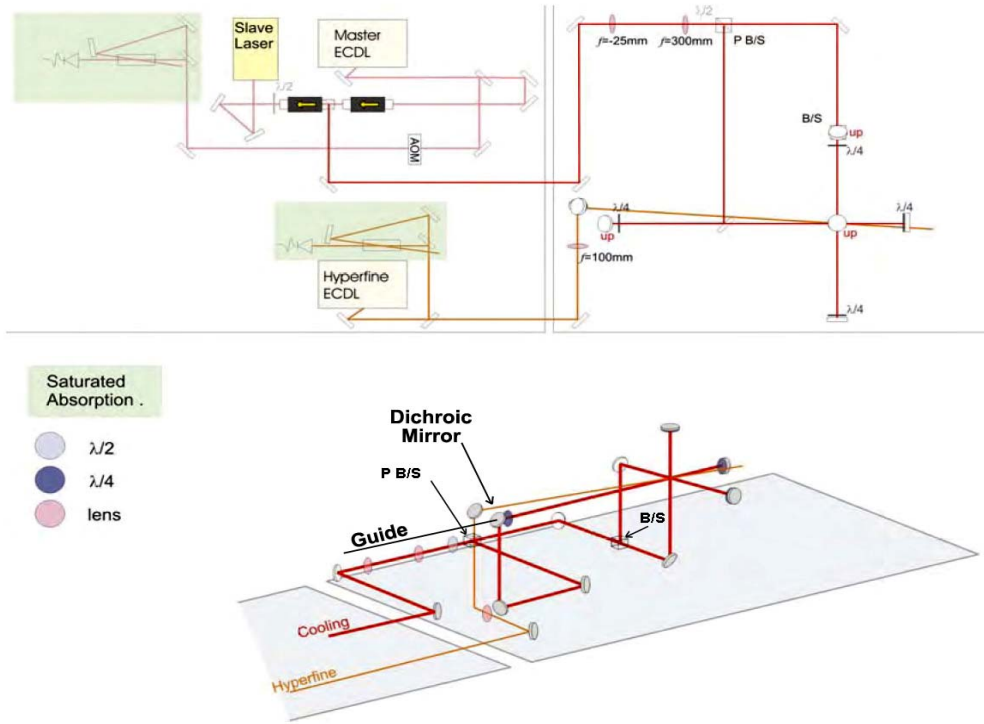 Slave
Laser
Master
ECDL
λ/2
AOM
Hyperfine
ECDL
λ/2
f=-25mm
f=300mm
P B/S
B/S
up
λ/4
λ/4
up
λ/4
up
f=100mm
λ/4
Saturated
Absorption .
λ/2
λ/4
lens
Dichroic
Mirror
P B/S
Guide
B/S
Cooling
Hyperfine